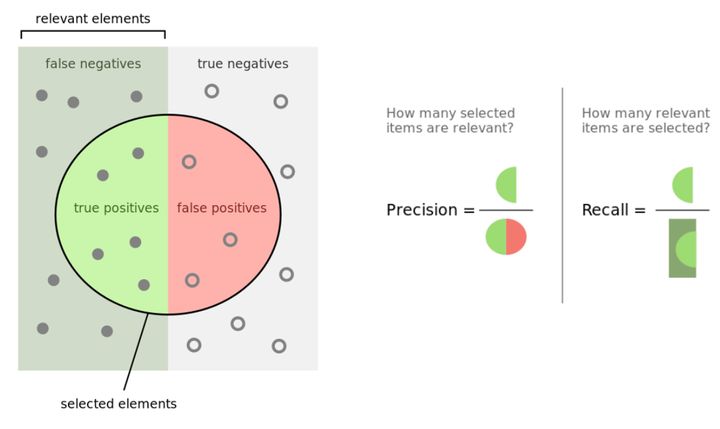 relevant elements
false negatives
true negatives
true positives
false positives
selected elements
How many selected
items are relevant?
Precision =
How many relevant
items are selected?
Recall =